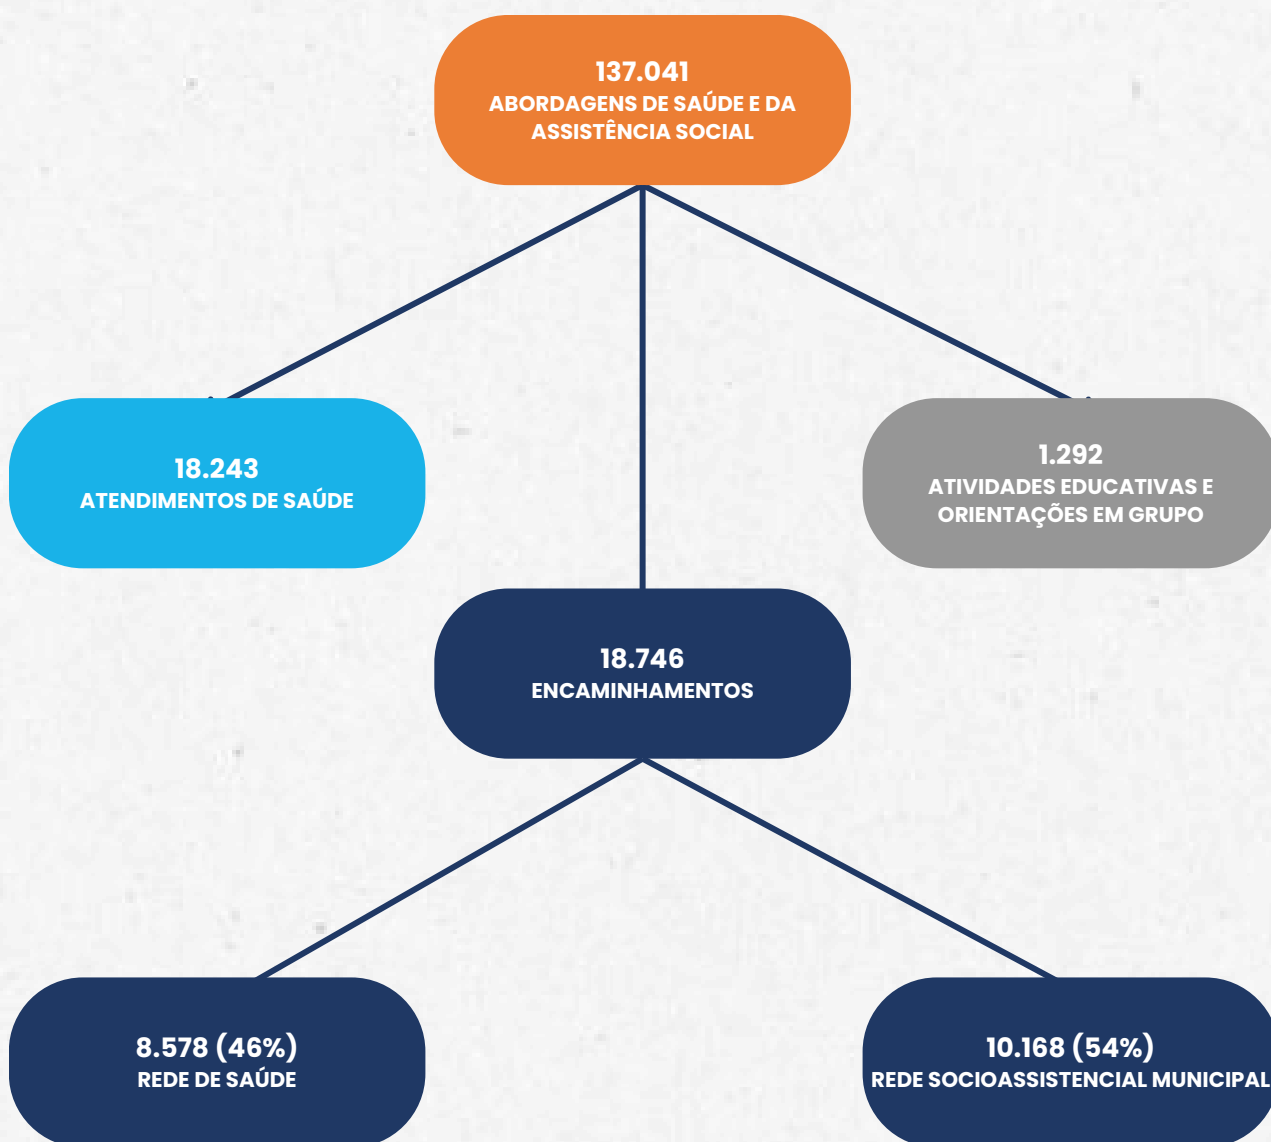 137.041
ABORDAGENS DE SAÚDE E DA
ASSISTÊNCIA SOCIAL
18.243
ATENDIMENTOS DE SAÚDE
1.292
ATIVIDADES EDUCATIVAS E
ORIENTAÇÕES EM GRUPO
18.746
ENCAMINHAMENTOS
8.578 (46%)
REDE DE SAÚDE
10.168 (54%)
REDE SOCIOASSISTENCIAL MUNICIPAL